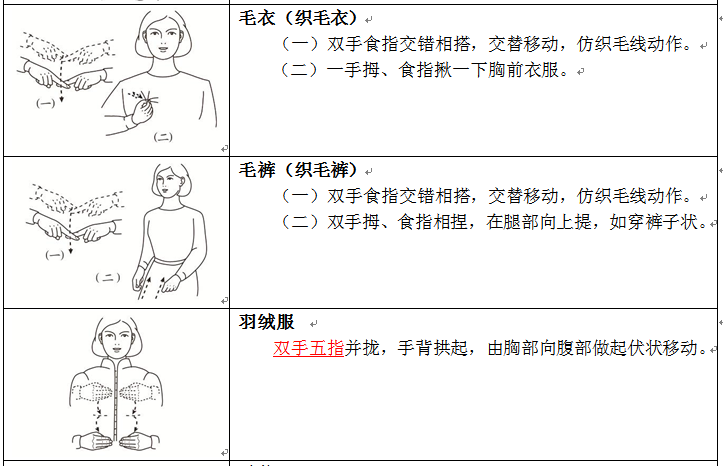 毛衣（织毛衣）
（一）双手食指交错相搭，交替移动，仿织毛线动作。
（二）一手拇、食指揪一下胸前衣服。
（一）
（二）
毛裤（织毛裤）
（一）双手食指交错相搭，交替移动，仿织毛线动作。
（二）双手拇、食指相捏，在腿部向上提，如穿裤子状。
（一）
（二）
羽绒服
双手五指并拢，手背拱起，由胸部向腹部做起伏状移动。